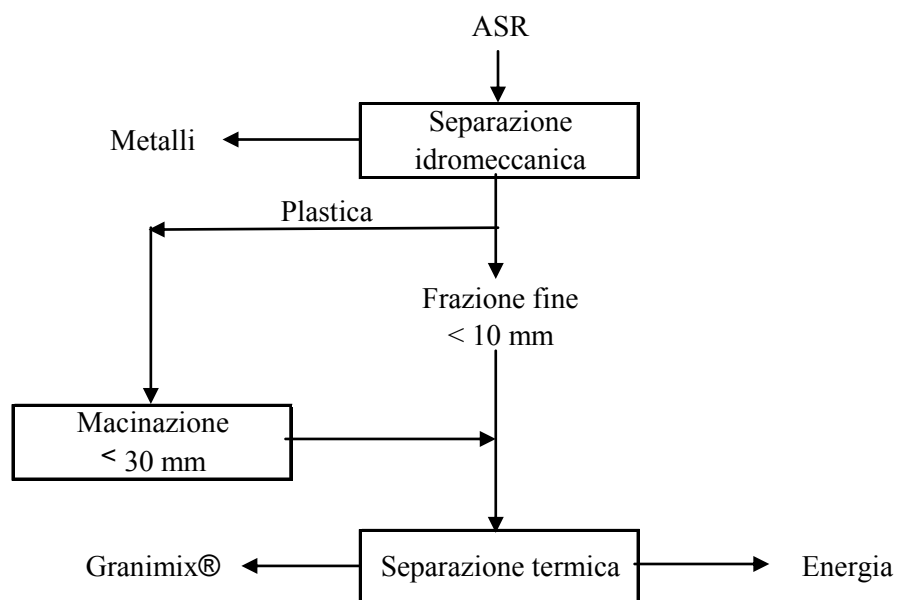 ASR
Separazione
idromeccanica
Metalli
Plastica
Frazione fine
< 10 mm
Macinazione
< 30 mm
Granimix®
Separazione termica
Energia